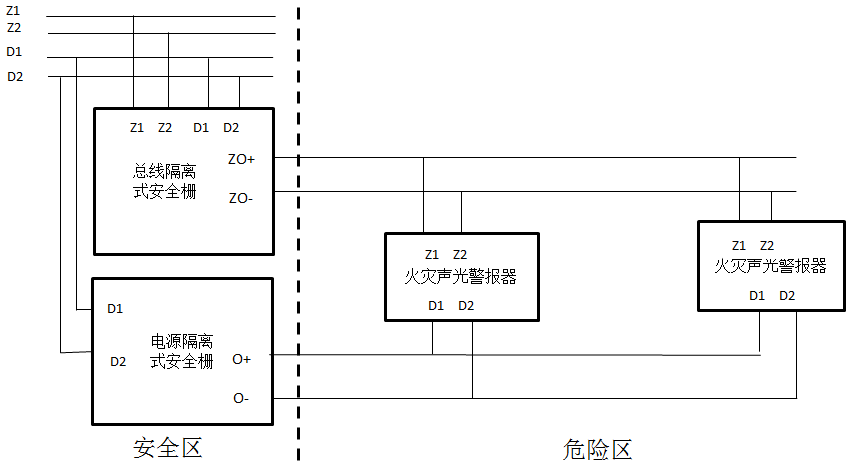 Z1
Z2
D1
D2
Z1 Z2 D1 D2
总线隔离
式安全栅
ZO+
ZO-
D1
D2
电源隔离
式安全栅
O+
O-
Z1 Z2
火灾声光警报器
D1 D2
Z1 Z2
火灾声光警报器
D1 D2
安全区
危险区